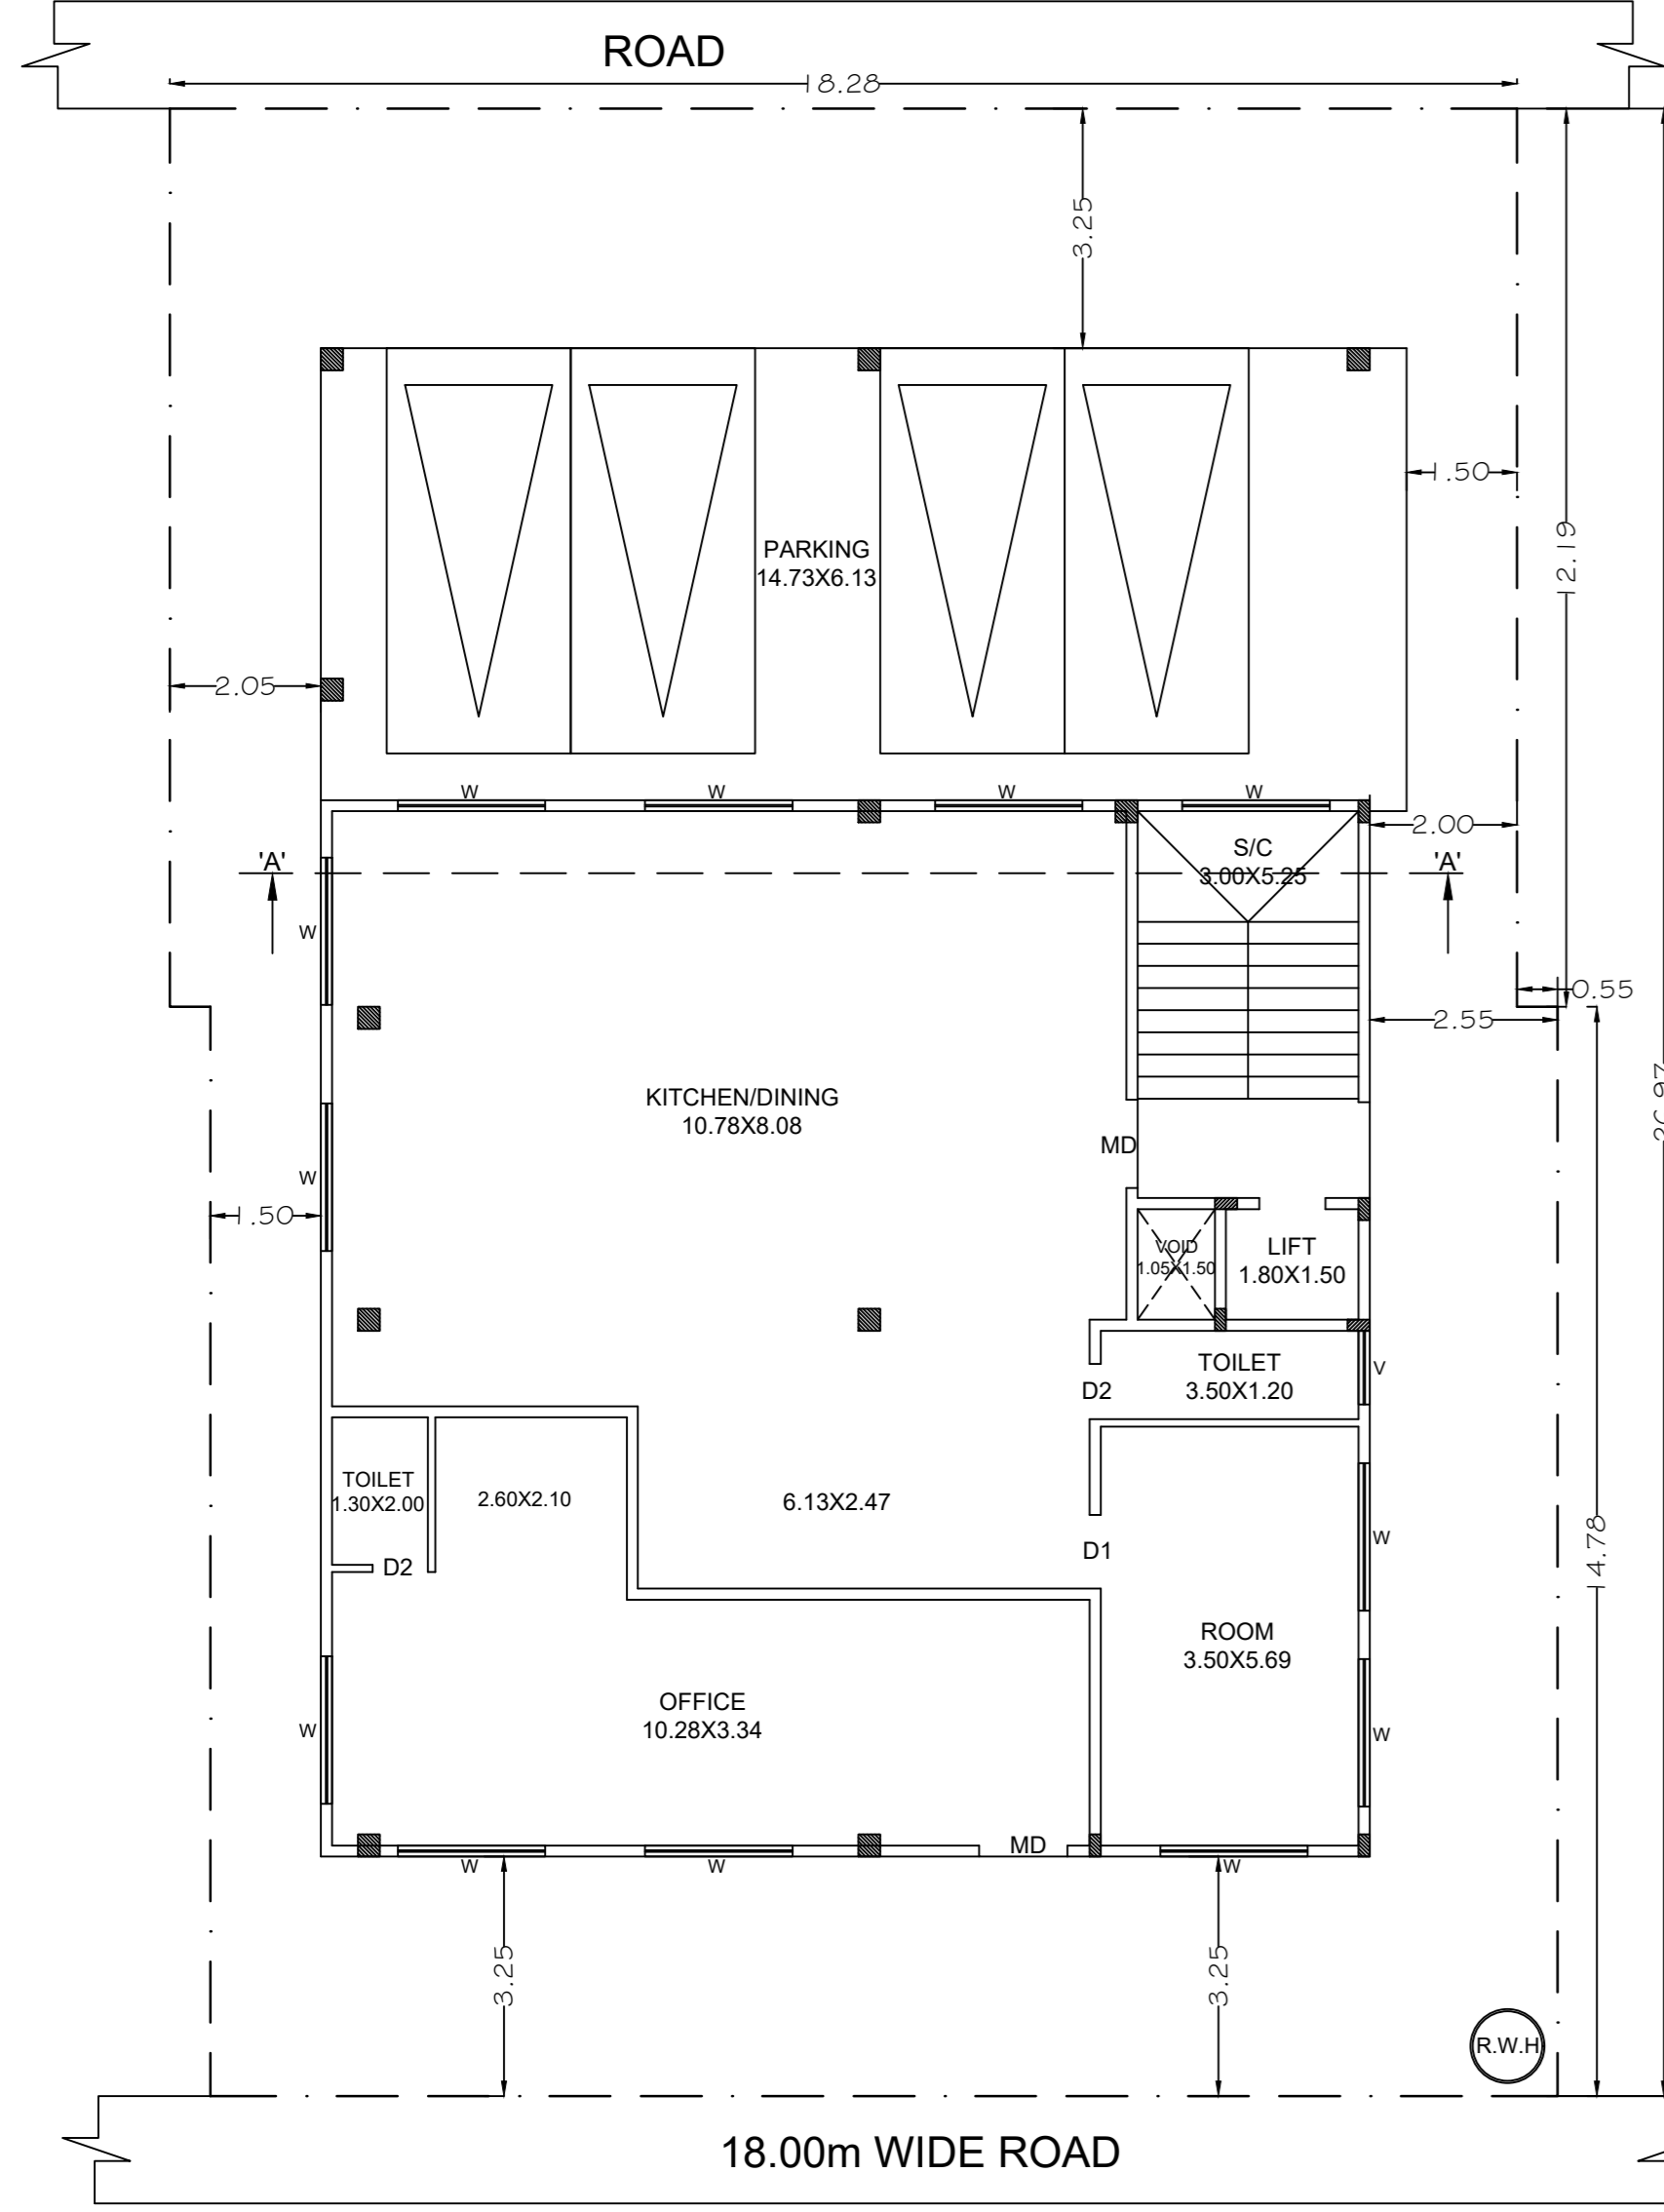 ROAD
18.28
3.25
1.50
12.19
PARKING
14.73X6.13
2.05
W
W
W
W
2.00
S/C
3.00X5.25
'A'
'A'
W
0.55
2.55
KITCHEN/DINING
10.78X8.08
MD
W
1.50
VOID
1.05X1.50
LIFT
1.80X1.50
TOILET
3.50X1.20
V
D2
TOILET
1.30X2.00
2.60X2.10
6.13X2.47
D2
D1
W
14.78
ROOM
3.50X5.69
OFFICE
10.28X3.34
W
W
MD
W
W
W
3.25
3.25
R.W.H
18.00m WIDE ROAD